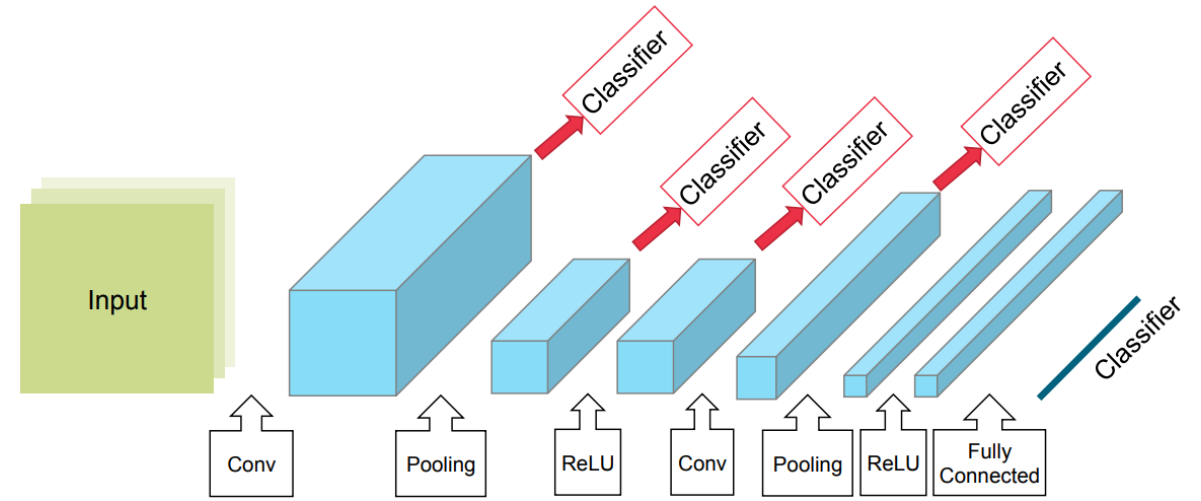 Classifier
Classifier
Classifier
Classifier
Input
Classifier
Conv
Pooling
ReLU
Conv
Pooling
ReLU
Fully
Connected